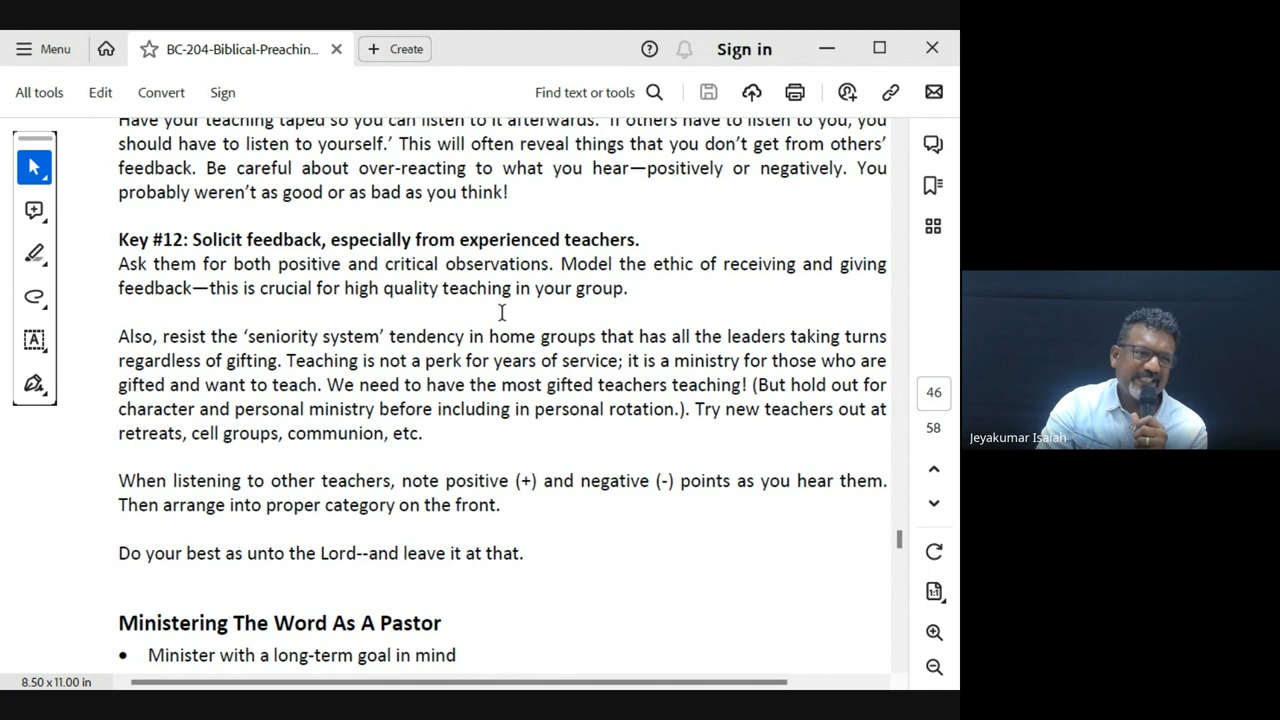 Menu
BC-204-Biblical-Preachin...
Create
Sign in
All tools
Edit
Convert
Sign
Find text or tools
Have your teaching taped so you can listen to it afterwards. 'If others have to listen to you, you
should have to listen to yourself.' This will often reveal things that you don't get from others'
feedback. Be careful about over-reacting to what you hear—positively or negatively. You
probably weren't as good or as bad as you think!
Key #12: Solicit feedback, especially from experienced teachers.
Ask them for both positive and critical observations. Model the ethic of receiving and giving
feedback—this is crucial for high quality teaching in your group.
Also, resist the 'seniority system' tendency in home groups that has all the leaders taking turns
regardless of gifting. Teaching is not a perk for years of service; it is a ministry for those who are
gifted and want to teach. We need to have the most gifted teachers teaching! (But hold out for
character and personal ministry before including in personal rotation.). Try new teachers out at
retreats, cell groups, communion, etc.
When listening to other teachers, note positive (+) and negative (-) points as you hear them.
Then arrange into proper category on the front.
Do your best as unto the Lord--and leave it at that.
Ministering The Word As A Pastor
• Minister with a long-term goal in mind
46
58
8.50 x 11.00 in
Jeyakumar Isaiah